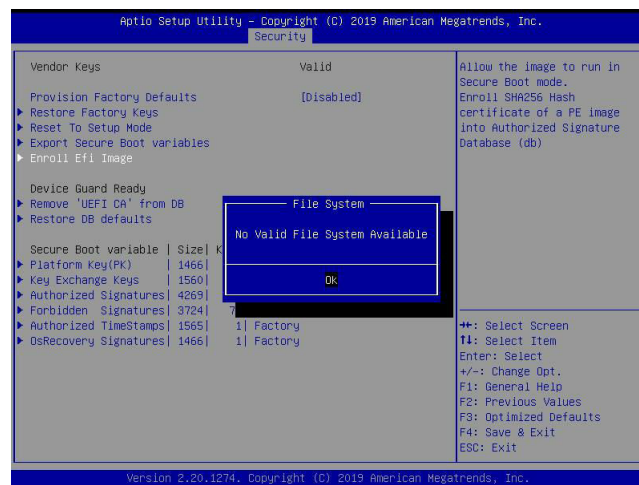 Aptio Setup Utility – Copyright (C) 2019 American Megatrends, Inc.
Security
Vendor Keys Valid
Provision Factory Defaults [Disabled]
Restore Factory Keys
Reset To Setup Mode
Export Secure Boot variables
Enroll Efi Image
Device Guard Ready
Remove 'UEFI CA' from DB
Restore DB defaults
Secure Boot variable | Size| K
Platform Key(PK) | 1466|
Key Exchange Keys | 1560|
Authorized Signatures| 4269|
Forbidden Signatures| 3724| 7
Authorized TimeStamps| 1565| 1| Factory
OsRecovery Signatures| 1466| 1| Factory
File System
No Valid File System Available
Ok
Allow the image to run in
Secure Boot mode.
Enroll SHA256 Hash
certificate of a PE image
into Authorized Signature
Database (db)
→←: Select Screen
↑↓: Select Item
Enter: Select
+/-: Change Opt.
F1: General Help
F2: Previous Values
F3: Optimized Defaults
F4: Save & Exit
ESC: Exit
Version 2.20.1274. Copyright (C) 2019 American Megatrends, Inc.